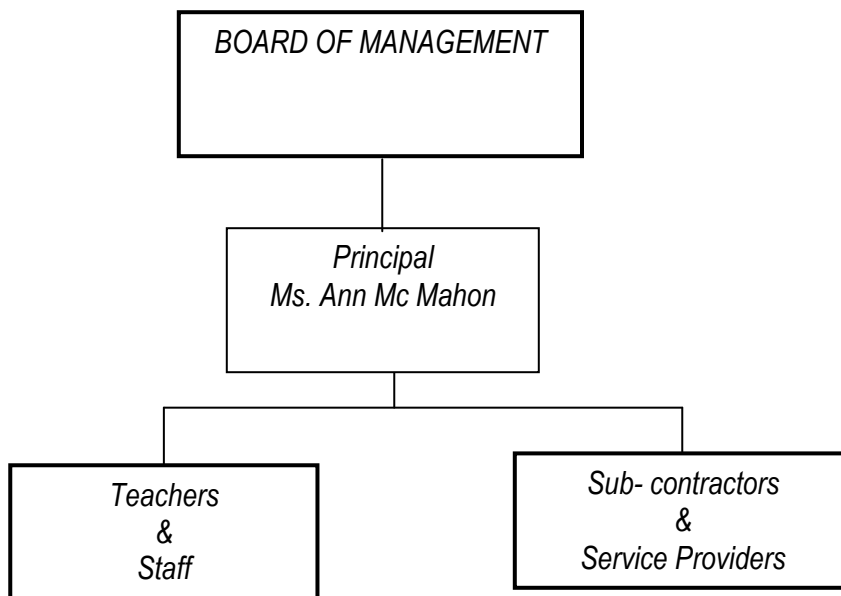 BOARD OF MANAGEMENT
Principal
Ms. Ann Mc Mahon
Teachers
&
Staff
Sub- contractors
&
Service Providers